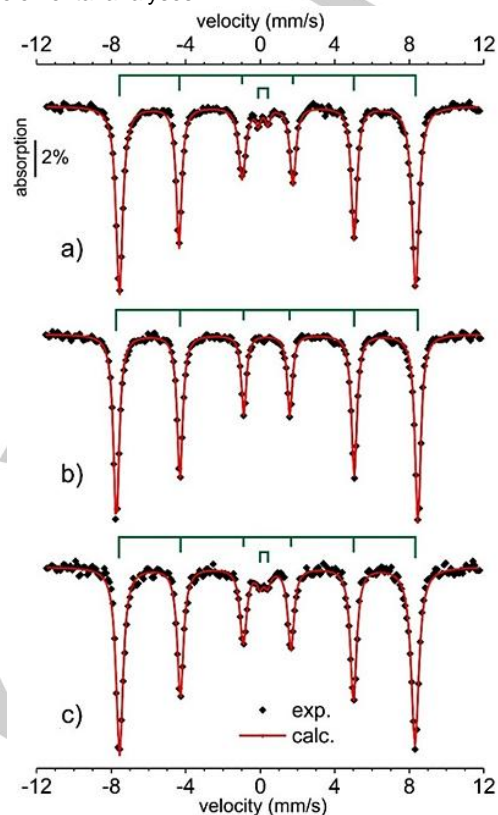 velocity (mm/s)
-12 -8 -4 0 4 8 12
absorption
2%
a)
b)
c)
exp.
calc.
-12 -8 -4 0 4 8 12
velocity (mm/s)